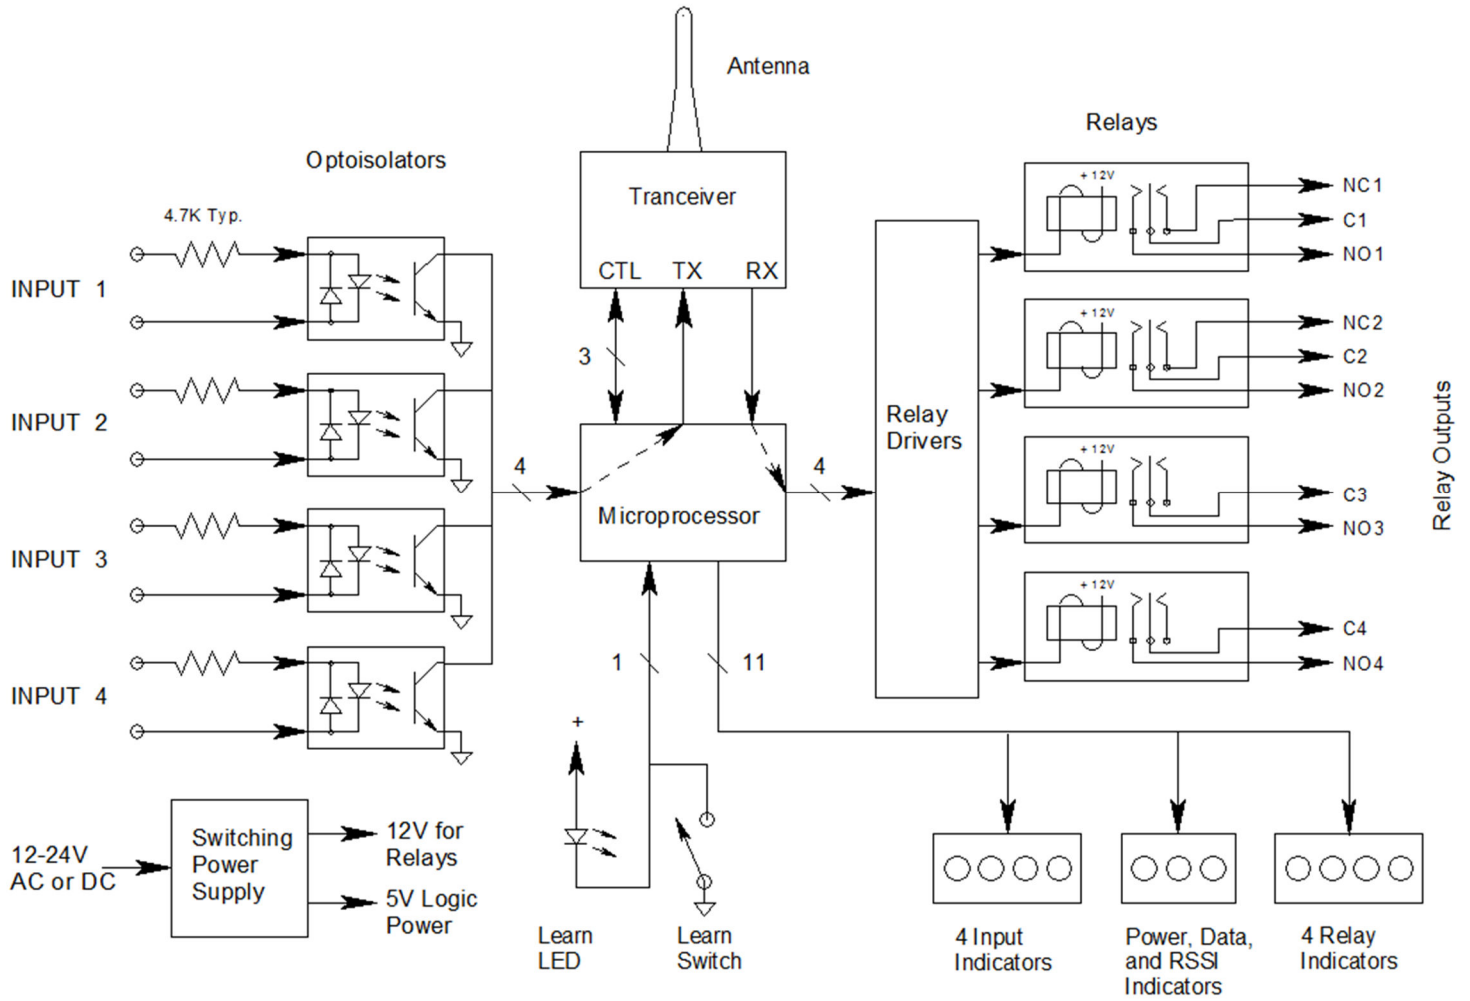 Antenna
Relays
Optoisolators
4.7K Typ.
Tranceiver
CTL TX RX
INPUT 1
INPUT 2
INPUT 3
INPUT 4
3
4
Microprocessor
4
1
11
Relay
Drivers
+ 12V
NC1
C1
NO1
+ 12V
NC2
C2
NO2
+ 12V
C3
NO3
+ 12V
C4
NO4
Relay Outputs
12-24V
AC or DC
Switching
Power
Supply
12V for
Relays
5V Logic
Power
+
Learn
LED
Learn
Switch
4 Input
Indicators
Power, Data,
and RSSI
Indicators
4 Relay
Indicators